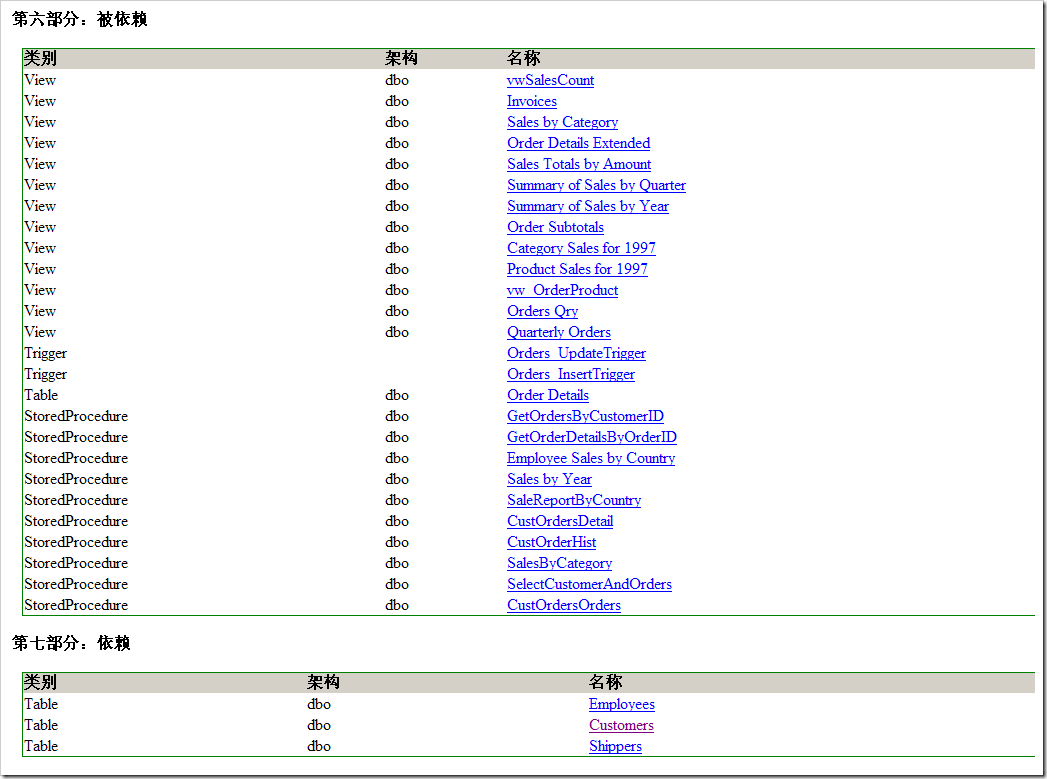 第六部分：被依赖
类别 架构 名称
View dbo vwSalesCount
View dbo Invoices
View dbo Sales by Category
View dbo Order Details Extended
View dbo Sales Totals by Amount
View dbo Summary of Sales by Quarter
View dbo Summary of Sales by Year
View dbo Order Subtotals
View dbo Category Sales for 1997
View dbo Product Sales for 1997
View dbo vw_OrderProduct
View dbo Orders Qry
View dbo Quarterly Orders
Trigger Orders_UpdateTrigger
Trigger Orders_InsertTrigger
Table dbo Order Details
StoredProcedure dbo GetOrdersByCustomerID
StoredProcedure dbo GetOrderDetailsByOrderID
StoredProcedure dbo Employee Sales by Country
StoredProcedure dbo Sales by Year
StoredProcedure dbo SaleReportByCountry
StoredProcedure dbo CustOrdersDetail
StoredProcedure dbo CustOrderHist
StoredProcedure dbo SalesByCategory
StoredProcedure dbo SelectCustomerAndOrders
StoredProcedure dbo CustOrdersOrders
第七部分：依赖
类别 架构 名称
Table dbo Employees
Table dbo Customers
Table dbo Shippers